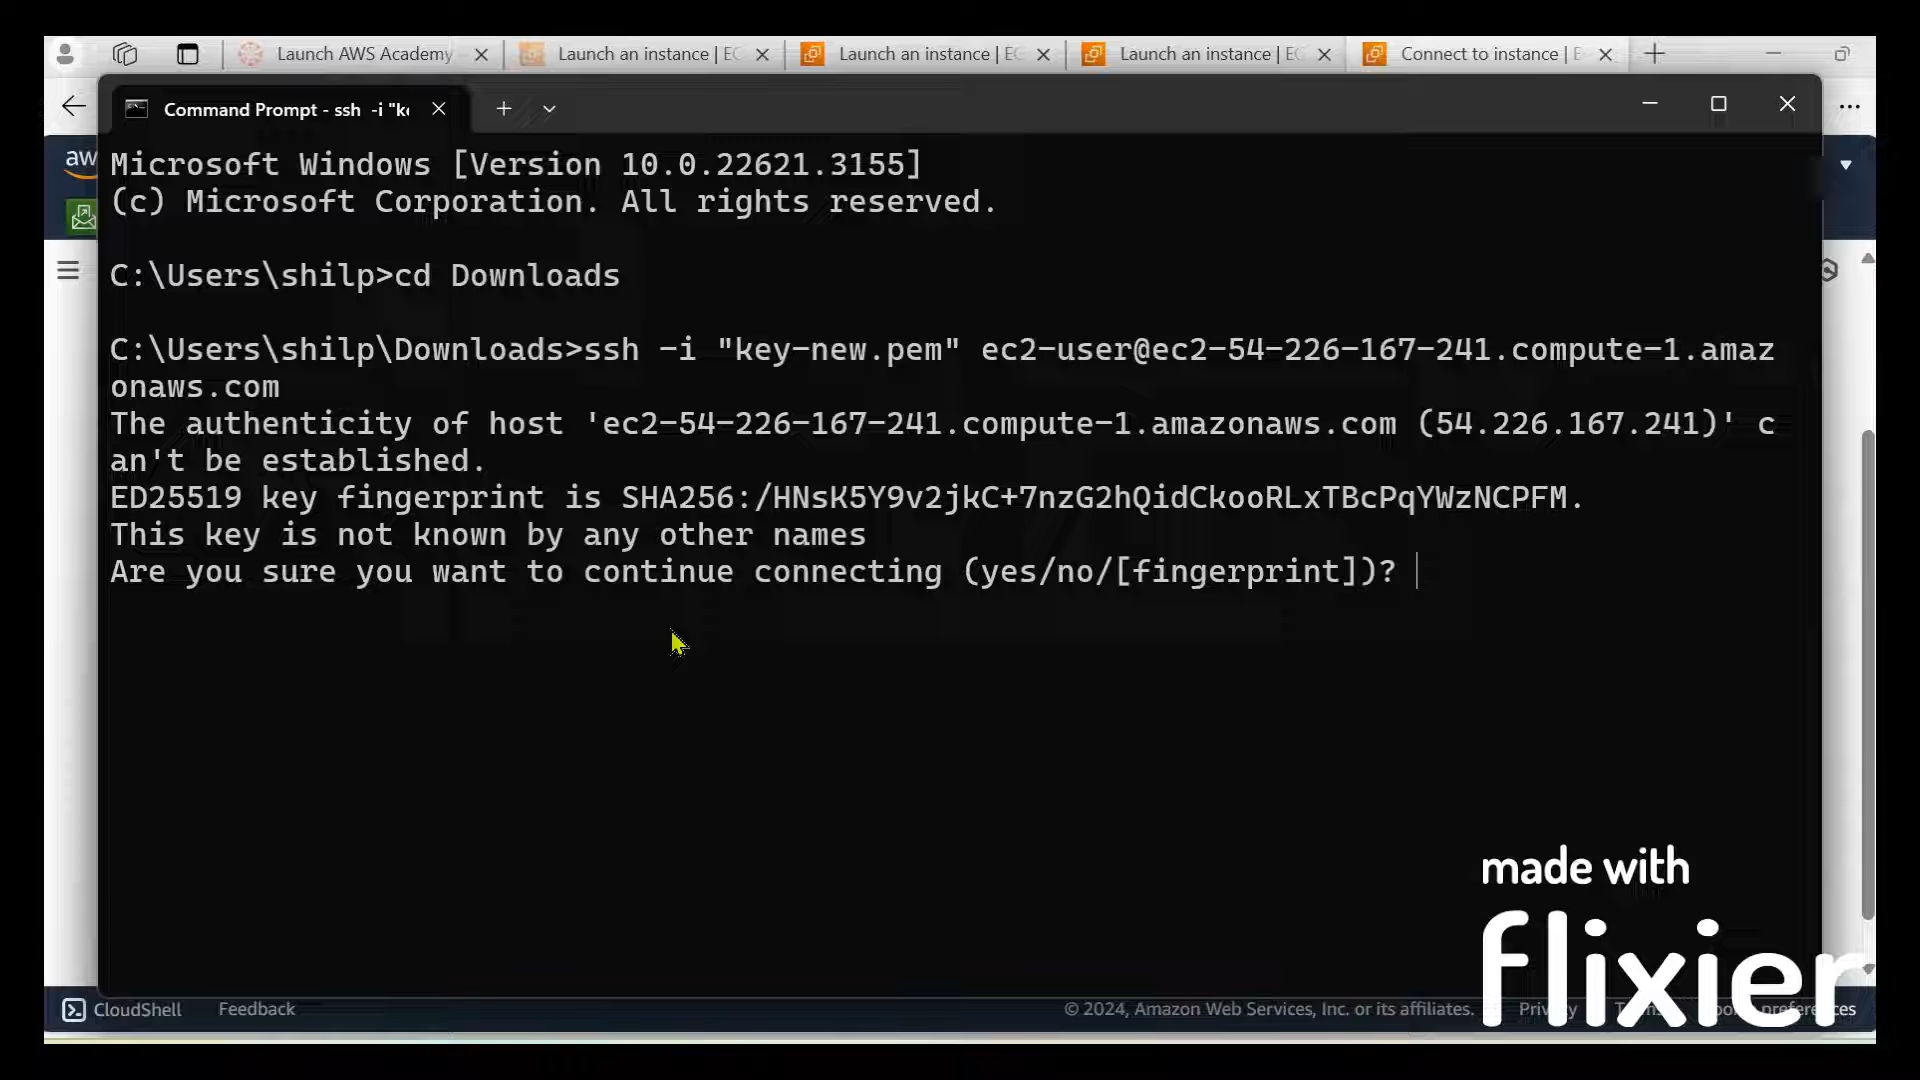 Launch AWS Academy
Launch an instance | EC
Launch an instance | EC
Launch an instance | EC
Connect to instance | E
Command Prompt - ssh -i "ke
aws
Microsoft Windows [Version 10.0.22621.3155]
(c) Microsoft Corporation. All rights reserved.
C:\Users\shilp>cd Downloads
C:\Users\shilp\Downloads>ssh -i "key-new.pem" ec2-user@ec2-54-226-167-241.compute-1.amaz
onaws.com
The authenticity of host 'ec2-54-226-167-241.compute-1.amazonaws.com (54.226.167.241)' c
an't be established.
ED25519 key fingerprint is SHA256:/HNsK5Y9v2jkC+7nzG2hQidCkooRLxTBcPqYWzNCPFM.
This key is not known by any other names
Are you sure you want to continue connecting (yes/no/[fingerprint])?
made with
flixier
CloudShell Feedback © 2024, Amazon Web Services, Inc. or its affiliates.